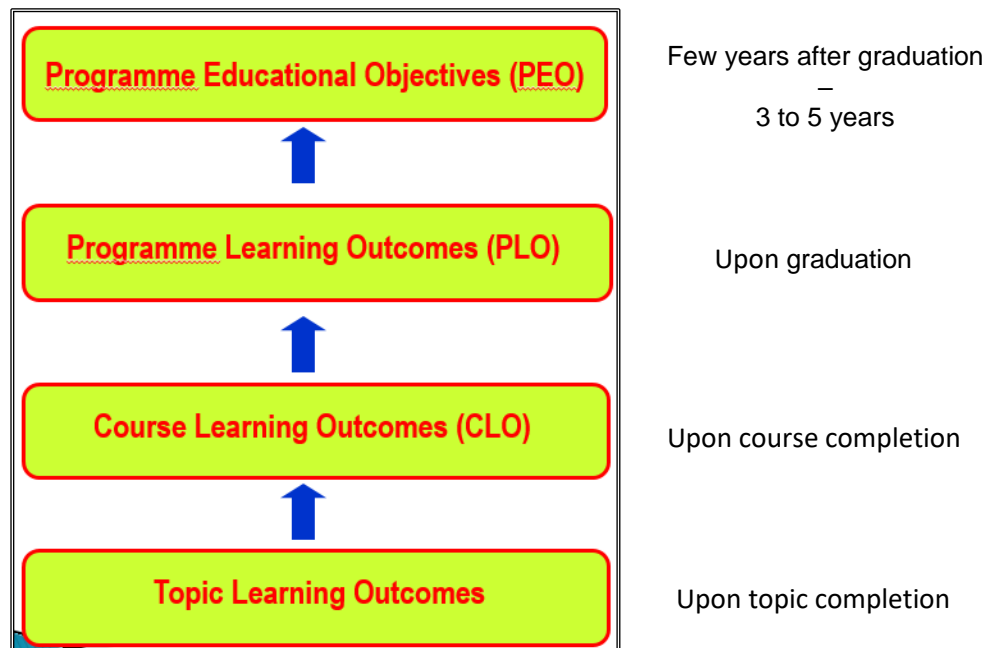 Programme Educational Objectives (PEO)
Few years after graduation
–
3 to 5 years
Programme Learning Outcomes (PLO)
Upon graduation
Course Learning Outcomes (CLO)
Upon course completion
Topic Learning Outcomes
Upon topic completion